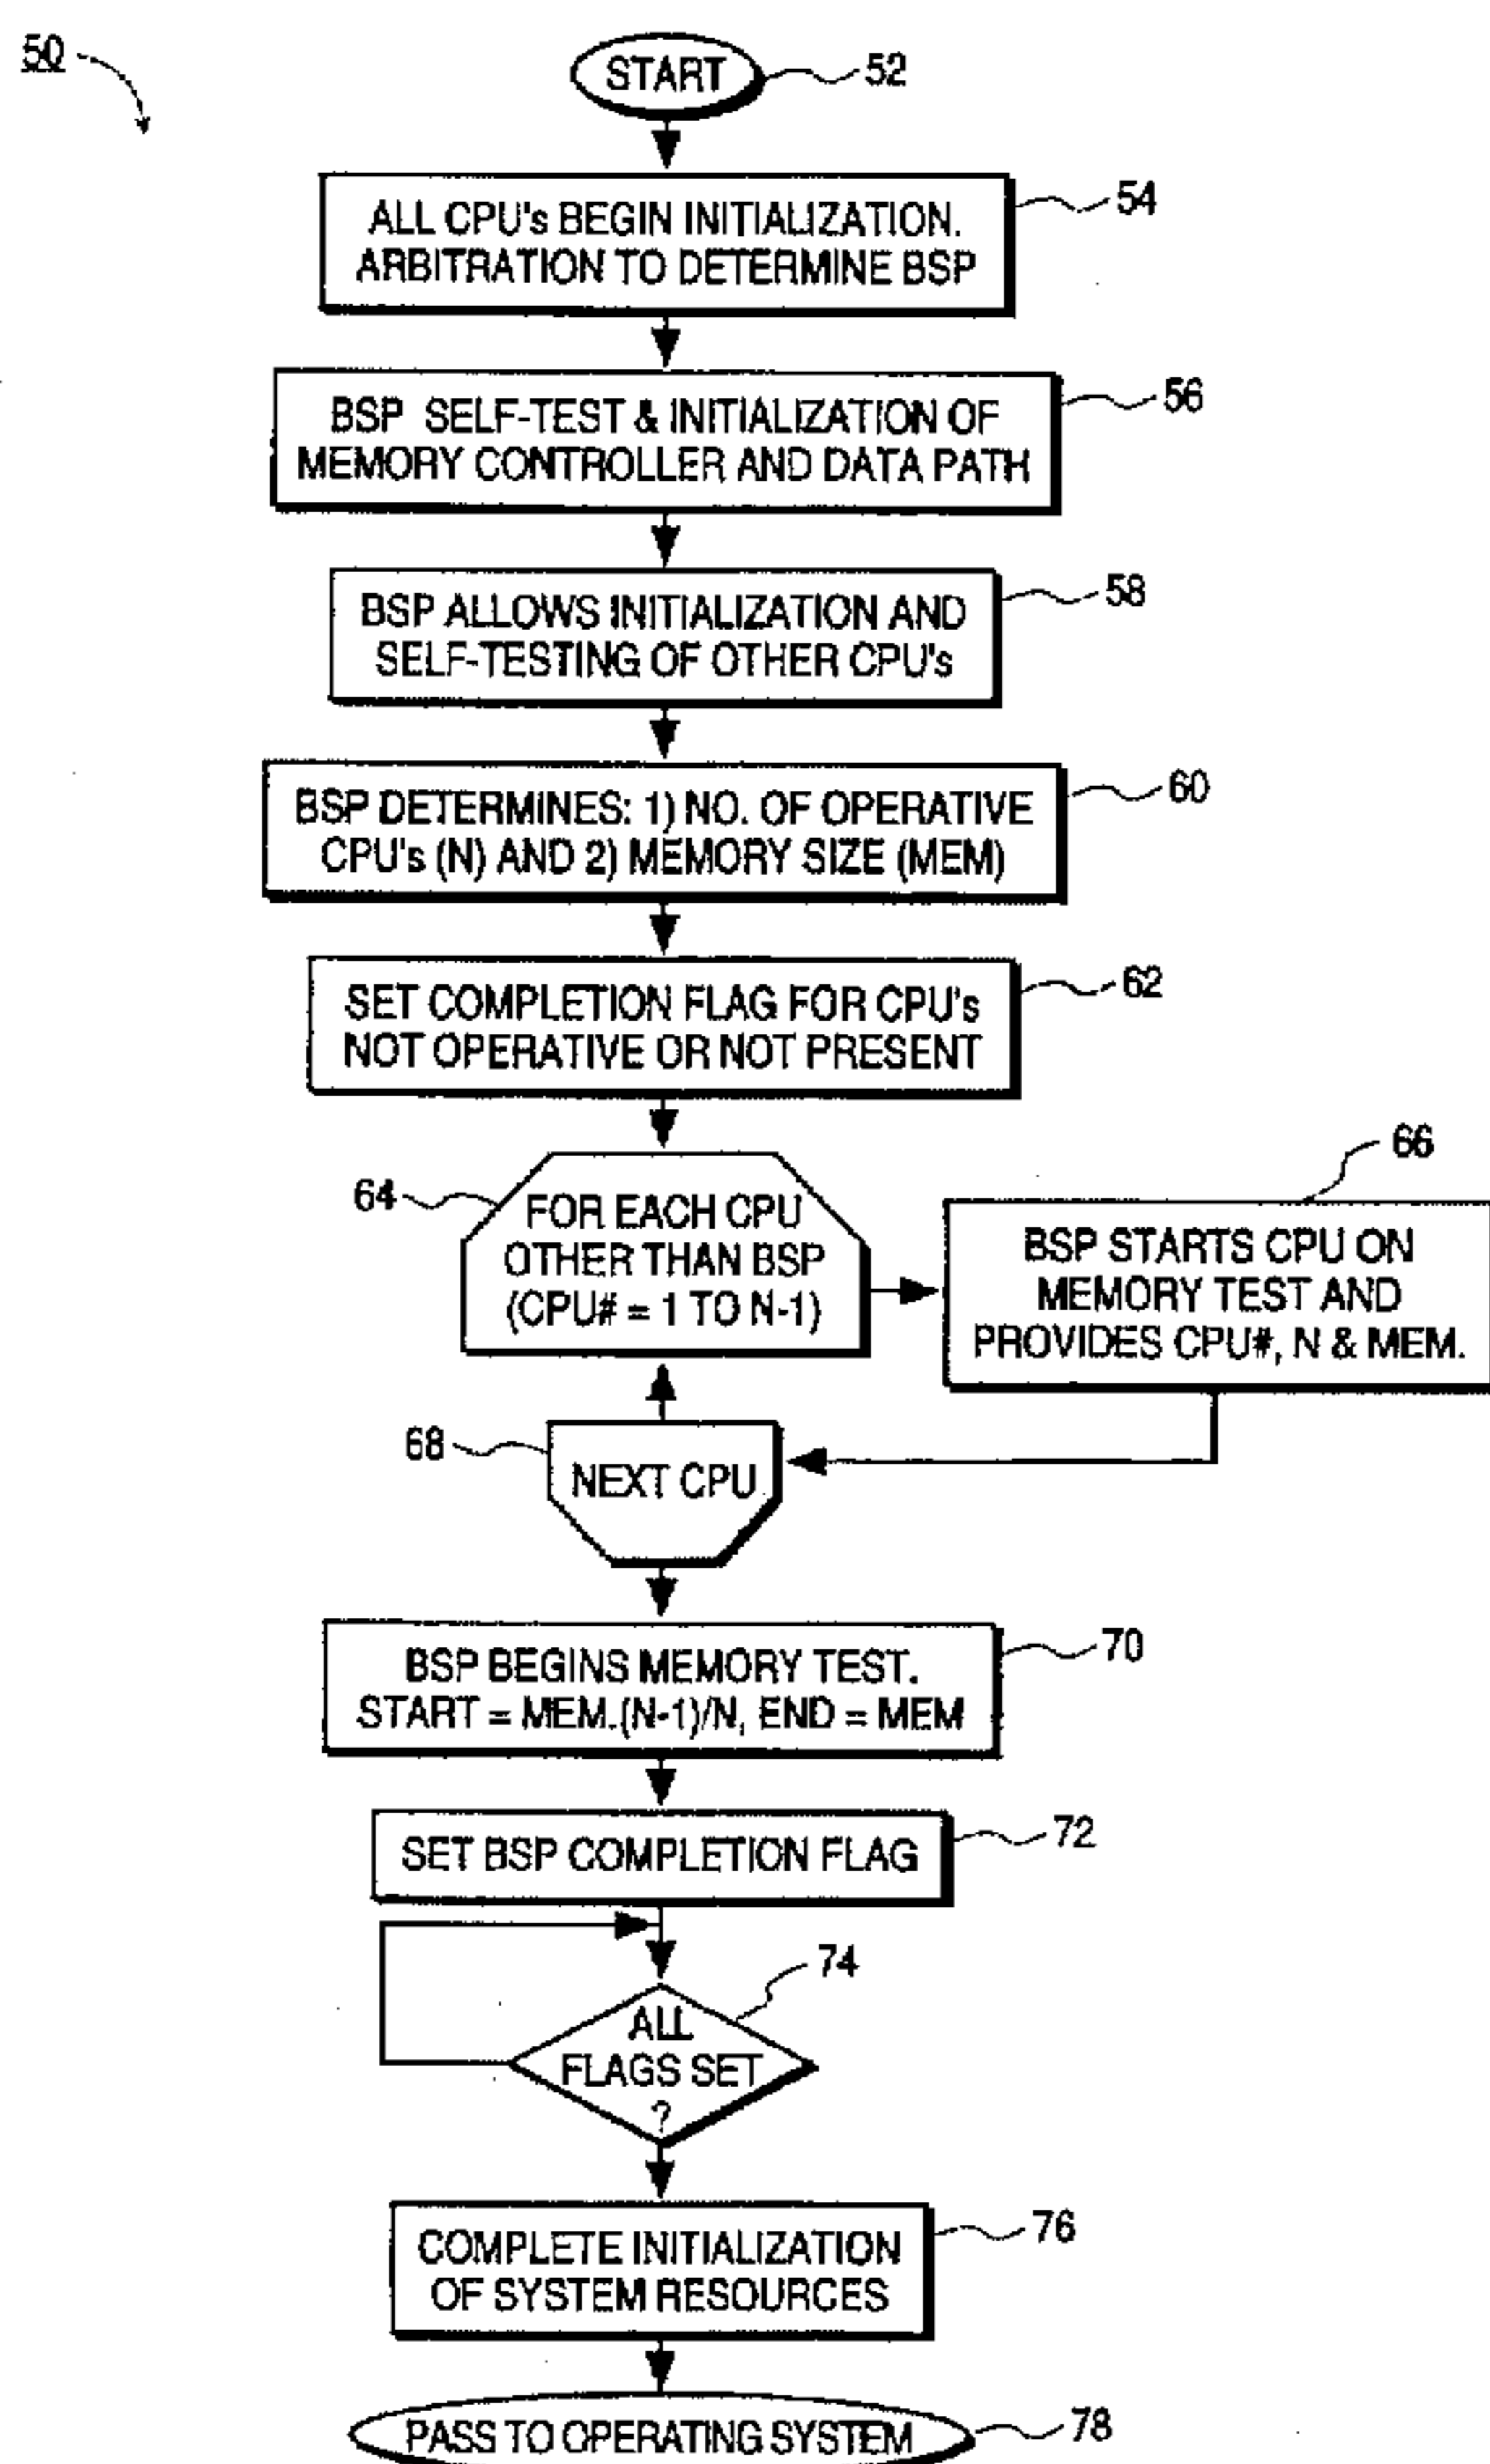 50
START
52
ALL CPU's BEGIN INITIALIZATION.
ARBITRATION TO DETERMINE BSP
54
BSP SELF-TEST & INITIALIZATION OF
MEMORY CONTROLLER AND DATA PATH
56
BSP ALLOWS INITIALIZATION AND
SELF-TESTING OF OTHER CPU's
58
BSP DETERMINES: 1) NO. OF OPERATIVE
CPU's (N) AND 2) MEMORY SIZE (MEM)
60
SET COMPLETION FLAG FOR CPU's
NOT OPERATIVE OR NOT PRESENT
62
64
FOR EACH CPU
OTHER THAN BSP
(CPU# = 1 TO N-1)
66
BSP STARTS CPU ON
MEMORY TEST AND
PROVIDES CPU#, N & MEM.
68
NEXT CPU
BSP BEGINS MEMORY TEST.
START = MEM.(N-1)/N, END = MEM
70
SET BSP COMPLETION FLAG
72
74
ALL
FLAGS SET
?
COMPLETE INITIALIZATION
OF SYSTEM RESOURCES
76
PASS TO OPERATING SYSTEM
78